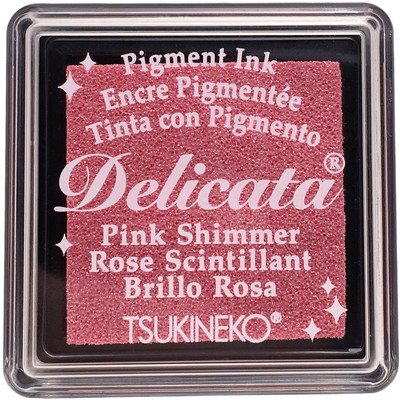 Pigment Ink
Encre Pigmentée
Tinta con Pigmento
Delicata®
Pink Shimmer
Rose Scintillant
Brillo Rosa
TSUKINEKO®